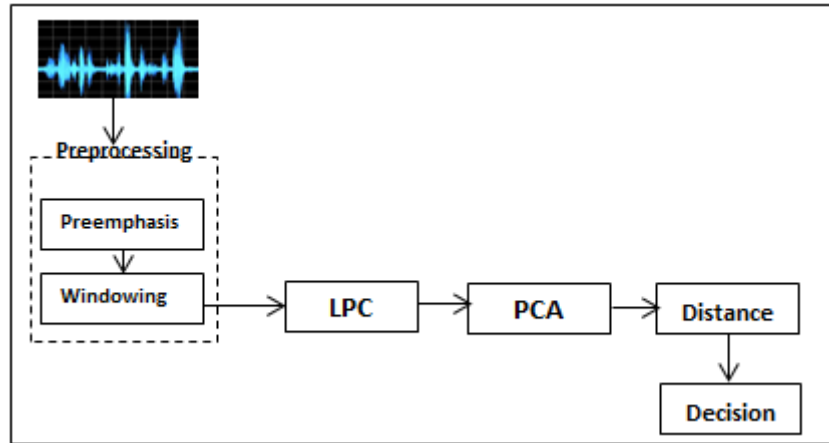 Preprocessing
Preemphasis
Windowing
LPC
PCA
Distance
Decision